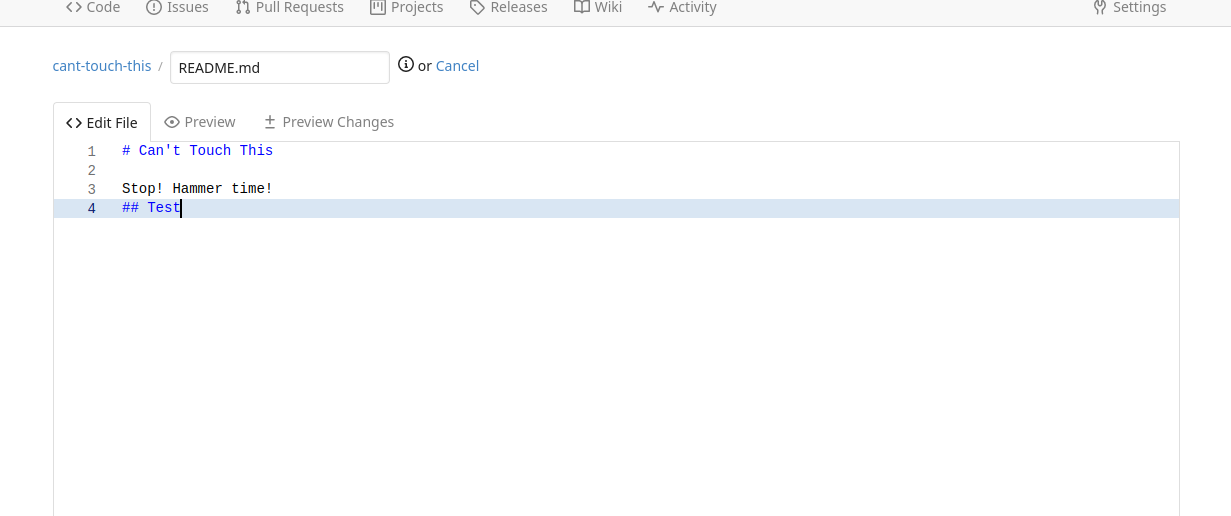 Code Issues Pull Requests Projects Releases Wiki Activity Settings
cant-touch-this / README.md or Cancel
Edit File Preview Preview Changes
1 # Can't Touch This
2
3 Stop! Hammer time!
4 ## Test